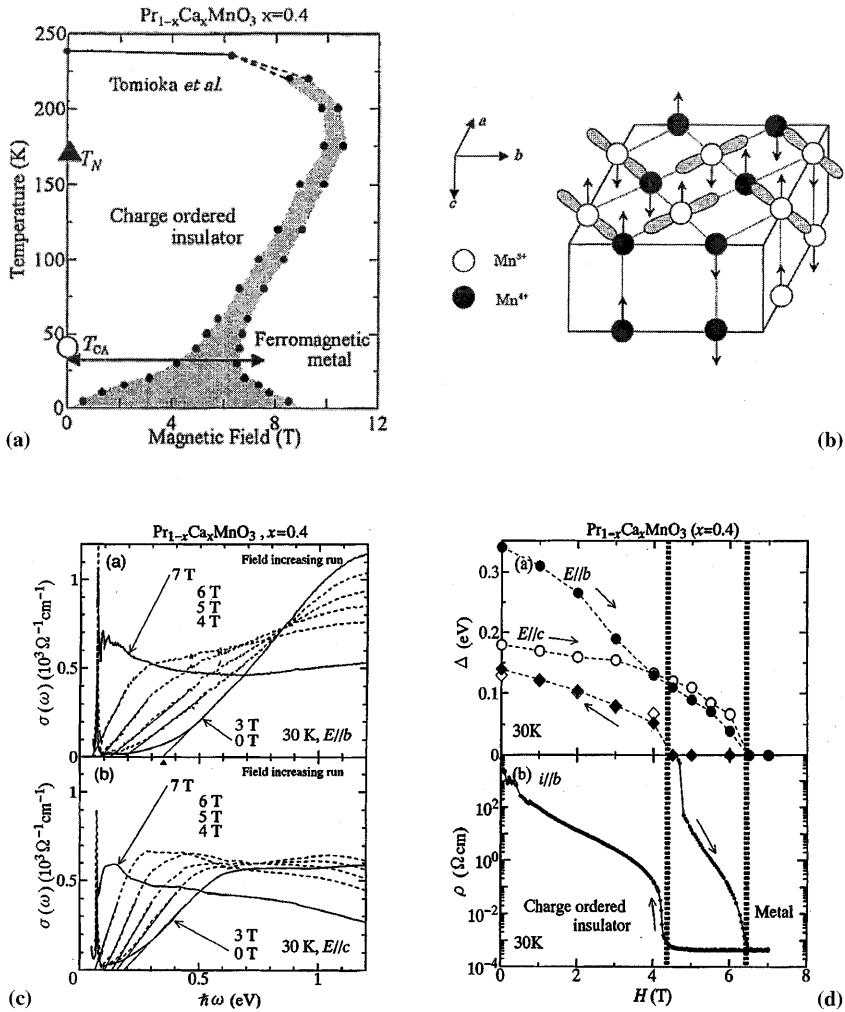 Pr1-xCaxMnO3 x=0.4
250
200
150
100
50
0
Temperature (K)
Tomioka et al.
TN
Charge ordered
insulator
TCA
Ferromagnetic
metal
0
4
8
12
Magnetic Field (T)
(a)
a
b
c
Mn3+
Mn4+
(b)
Pr1-xCaxMnO3 , x=0.4
(a)
Field increasing run
7 T
6 T
5 T
4 T
3 T
0 T
30 K, E//b
1
0.5
0
σ(ω) (10³ Ω⁻¹cm⁻¹)
(b)
Field increasing run
7 T
6 T
5 T
4 T
3 T
0 T
30 K, E//c
1
0.5
0
σ(ω) (10³ Ω⁻¹cm⁻¹)
0
0.5
1
ℏω (eV)
(c)
Pr1-xCaxMnO3 (x=0.4)
(a)
E//b
E//c
0.3
0.2
0.1
0
Δ (eV)
30K
(b)
i//b
10²
10⁰
10⁻²
10⁻⁴
ρ (Ωcm)
Charge ordered
insulator
Metal
30K
0
2
4
6
8
H (T)
(d)